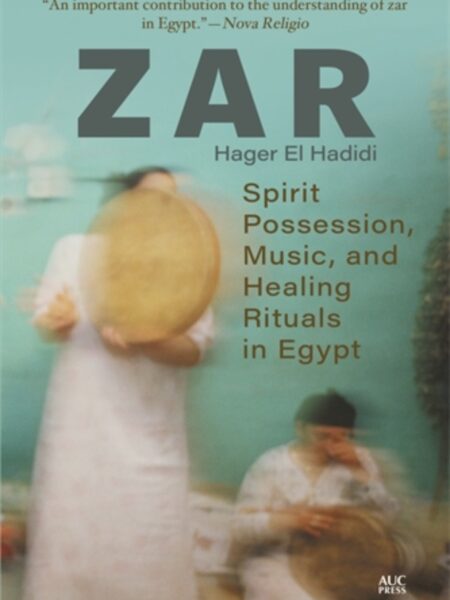 “An important contribution to the understanding of zar
in Egypt.”—Nova Religio
ZAR
Hager El Hadidi
Spirit
Possession,
Music, and
Healing
Rituals
in Egypt
AUC
PRESS